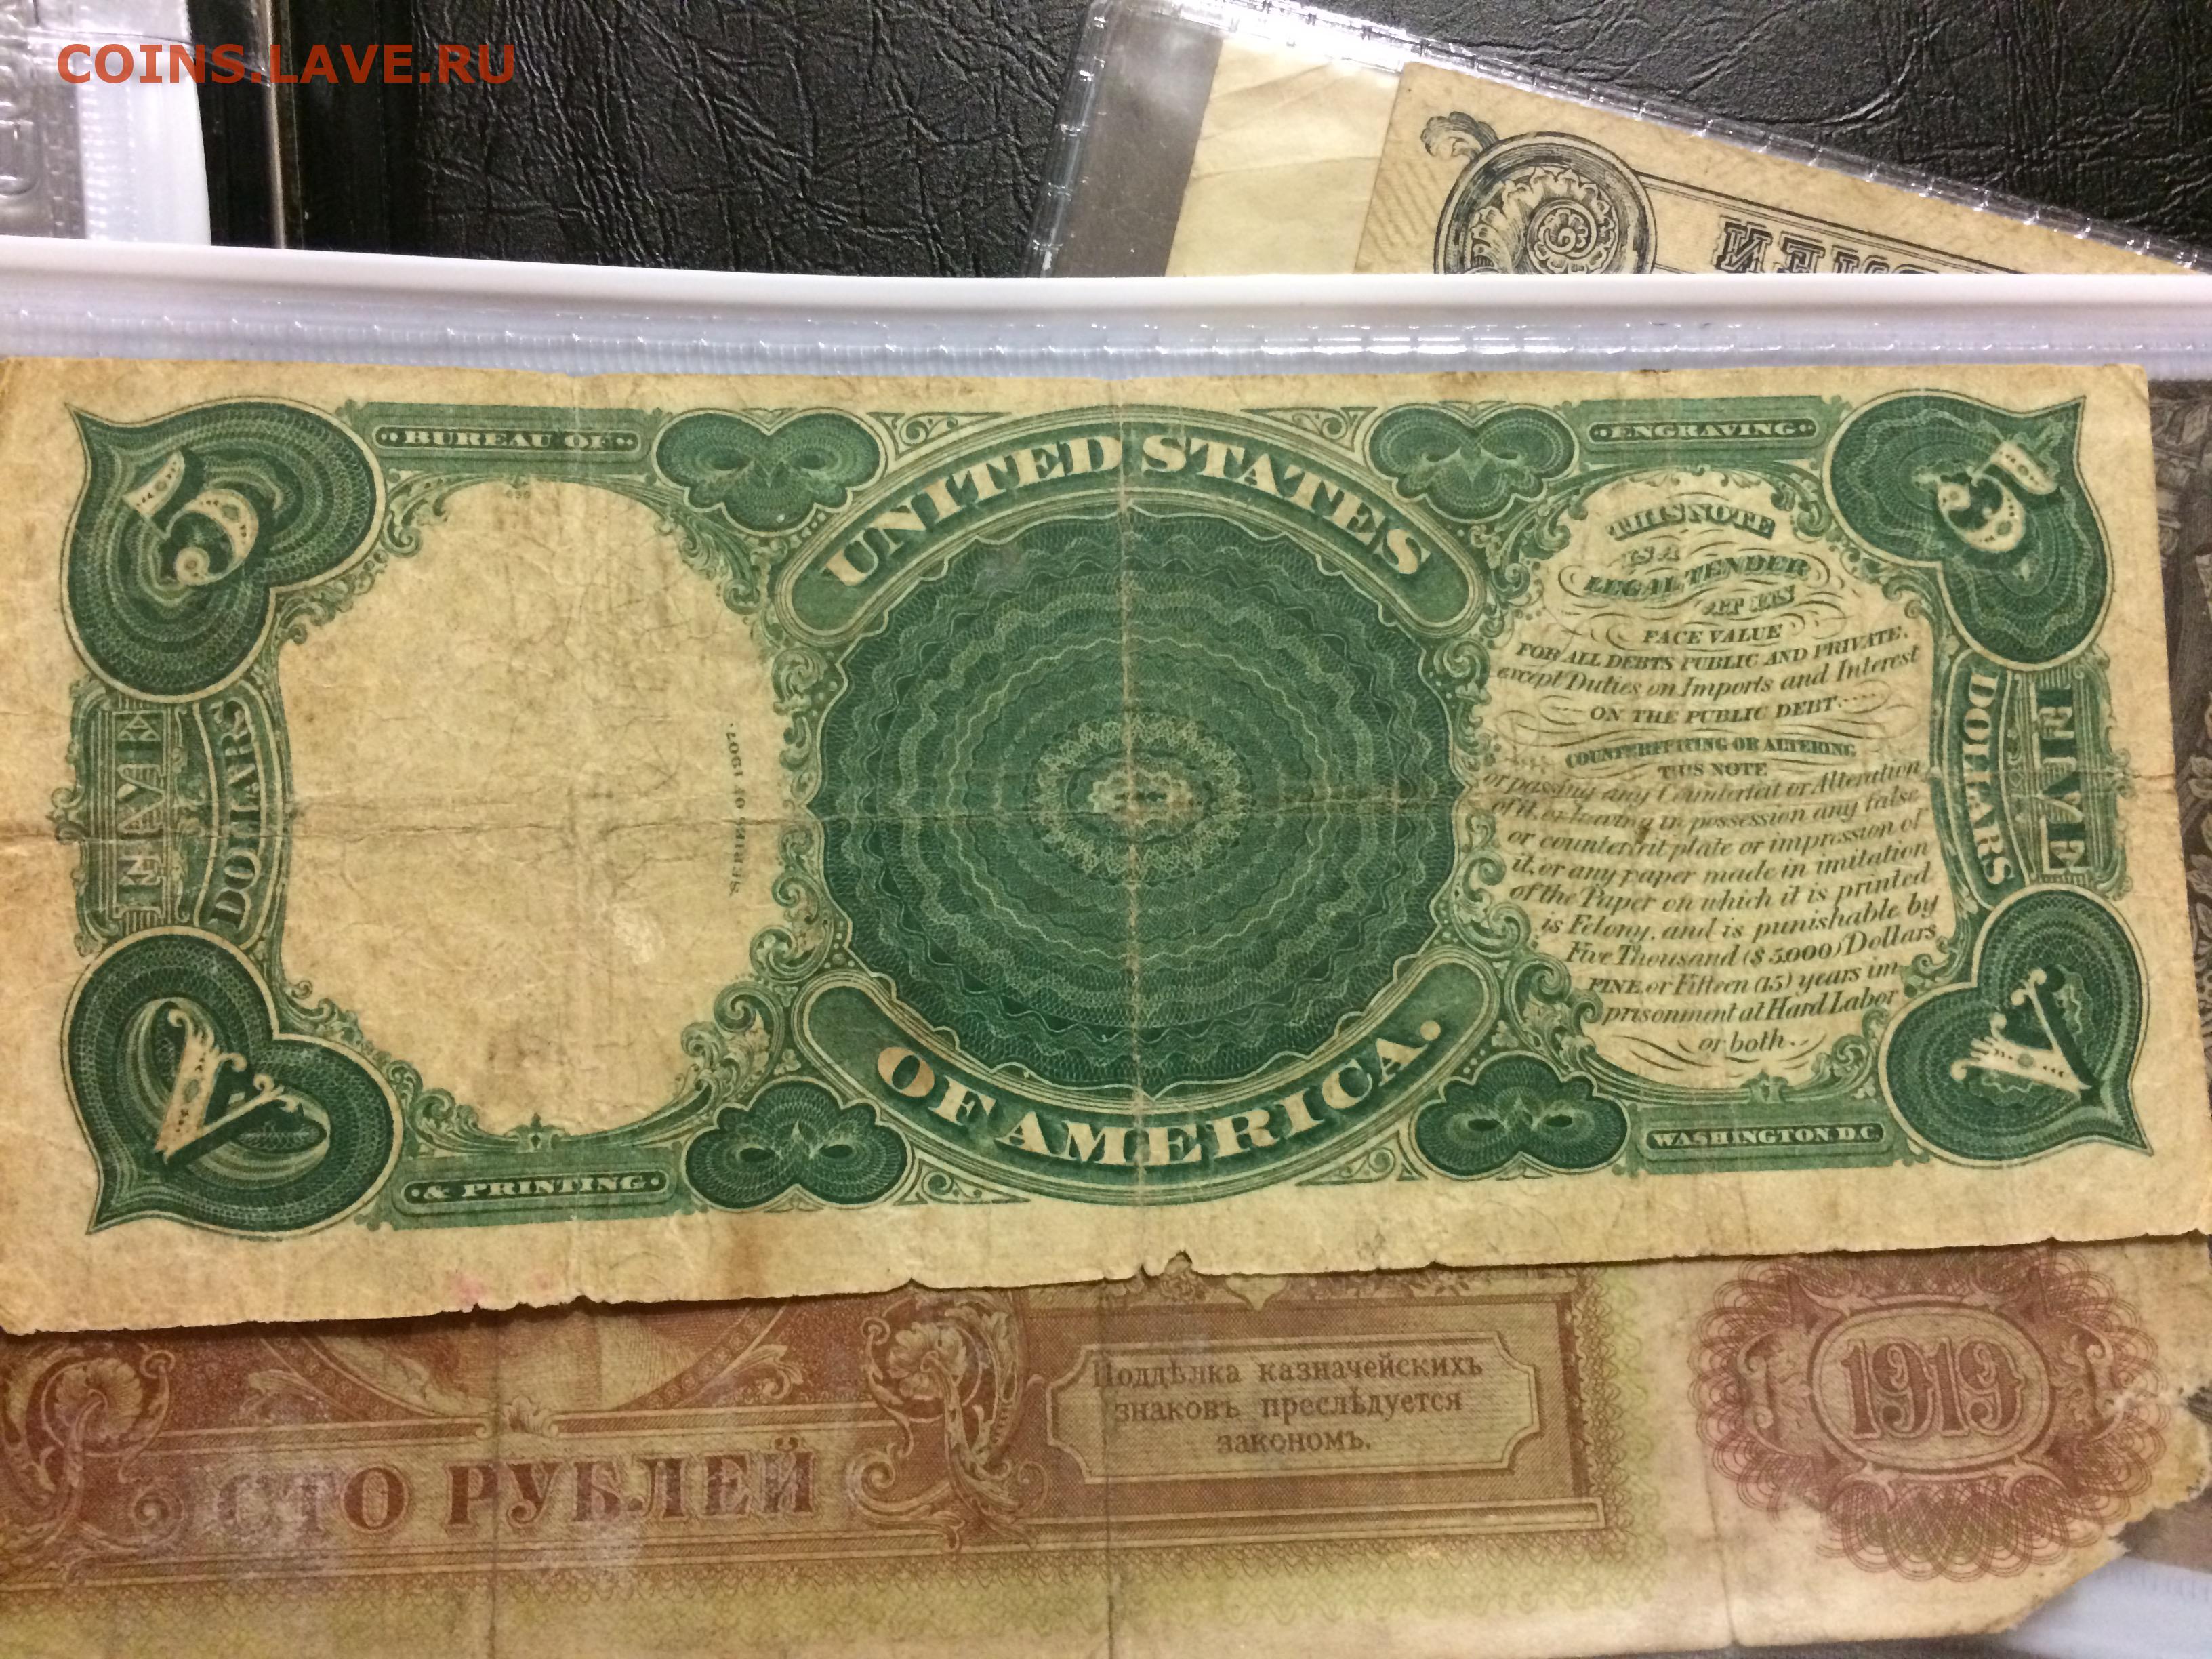 COINS.LAVE.RU
BUREAU OF
ENGRAVING
UNITED STATES
5
5
THIS NOTE
IS A
LEGAL TENDER
AT ITS
FACE VALUE
FOR ALL DEBTS PUBLIC AND PRIVATE,
except Duties on Imports and Interest
ON THE PUBLIC DEBT.....
COUNTERFEITING OR ALTERING
THIS NOTE
or passing any Counterfeit or Alteration
of it, or having in possession any false
or counterfeit plate or impression of
it, or any paper made in imitation
of the Paper on which it is printed
is Felony, and is punishable by
Five Thousand ($5,000) Dollars
FINE, or Fifteen (15) years im-
prisonment at Hard Labor
or both..
FIVE
DOLLARS
SERIES OF 1907.
DOLLARS
FIVE
V
V
OF AMERICA.
& PRINTING
WASHINGTON D.C.
Поддѣлка казначейскихъ
знаковъ преслѣдуется
закономъ.
1919
СТО РУБЛЕЙ